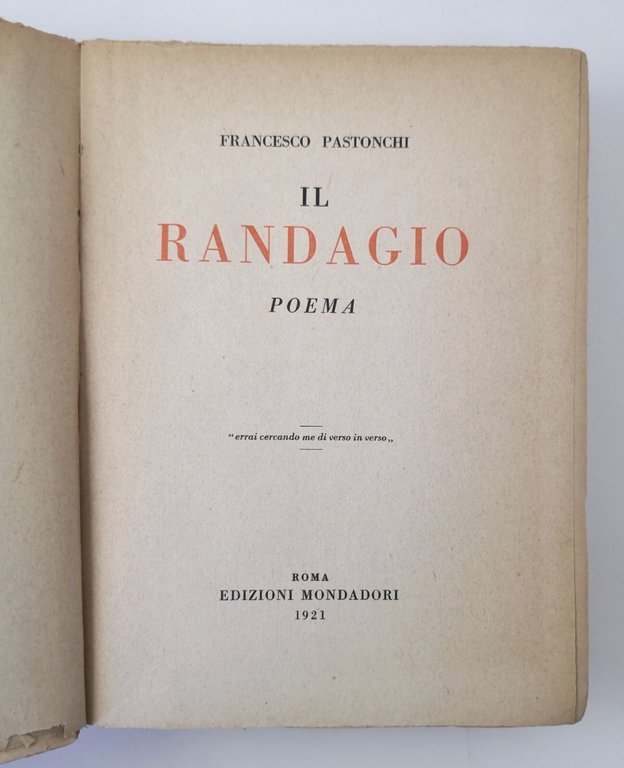 FRANCESCO PASTONCHI
IL
RANDAGIO
POEMA
“errai cercando me di verso in verso„
ROMA
EDIZIONI MONDADORI
1921